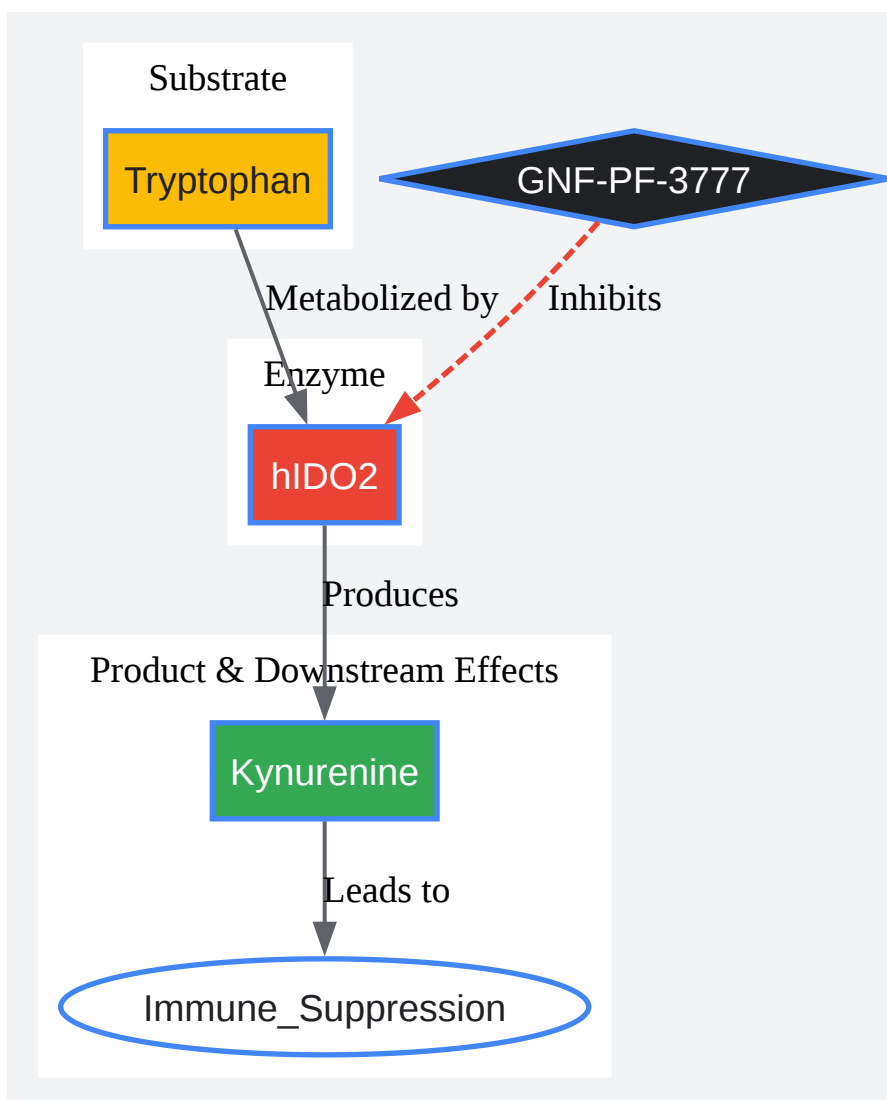 Substrate
Tryptophan
GNF-PF-3777
Metabolized by
Inhibits
Enzyme
hIDO2
Produces
Product & Downstream Effects
Kynurenine
Leads to
Immune_Suppression